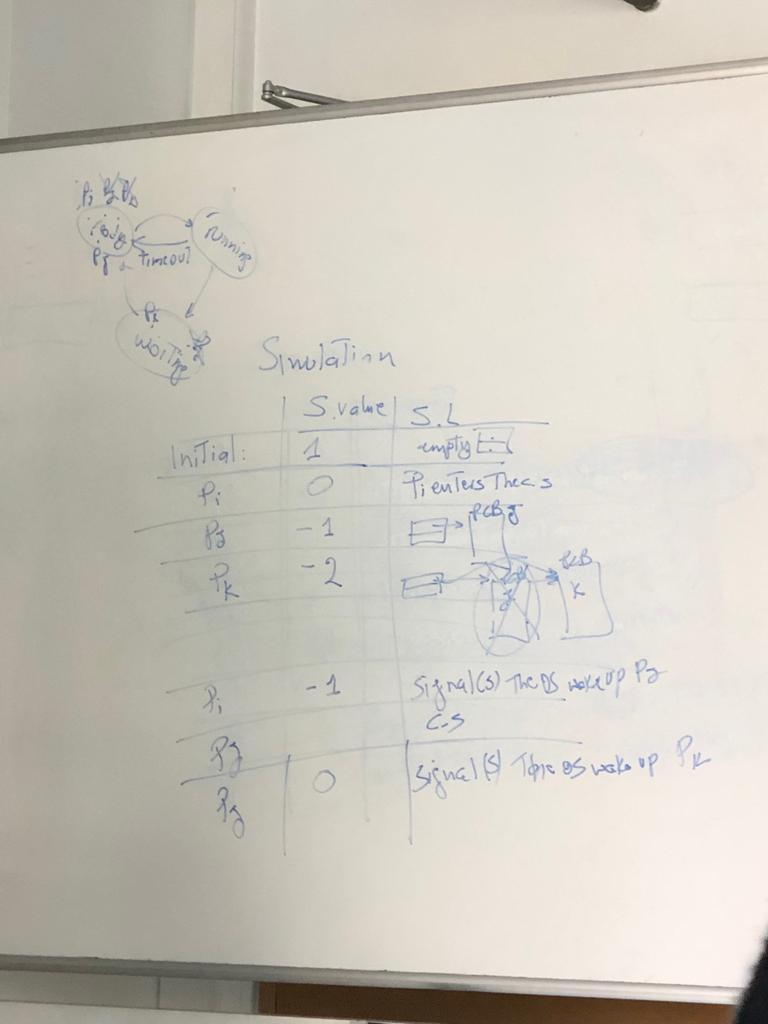 Pi Pj Pk
ready
running
Pj
Timeout
waiting
Simulation
S.value S.L
Initial: 1 empty
Pi 0 Pi enters The C.S
Pj -1 PCB J
Pk -2 PCB K
Pi -1 Signal(S) The OS wake up Pj
Pj C.S
Pj 0 Signal(S) The OS wake up Pk